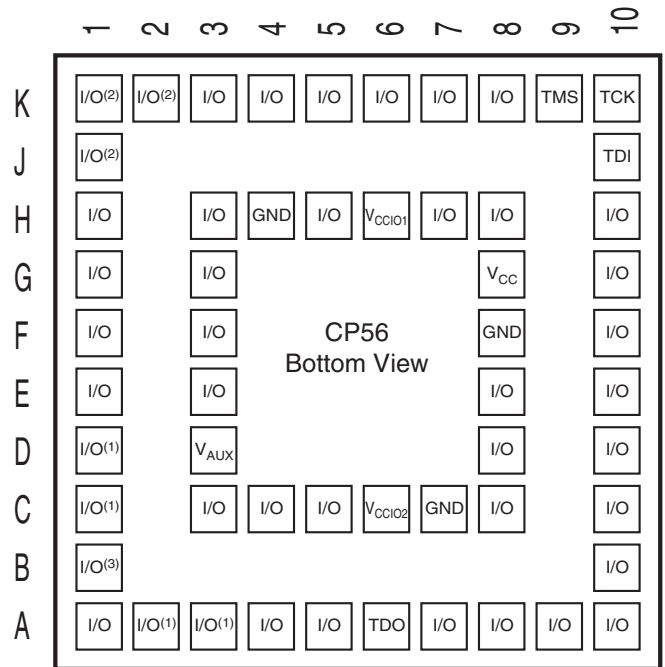 1 2 3 4 5 6 7 8 9 10
K I/O(2) I/O(2) I/O I/O I/O I/O I/O I/O TMS TCK
J I/O(2) TDI
H I/O I/O GND I/O VCCIO1 I/O I/O I/O
G I/O I/O VCC I/O
F I/O I/O CP56 GND I/O
Bottom View
E I/O I/O I/O I/O
D I/O(1) VAUX I/O I/O
C I/O(1) I/O I/O I/O VCCIO2 GND I/O I/O
B I/O(3) I/O
A I/O I/O(1) I/O(1) I/O I/O TDO I/O I/O I/O I/O